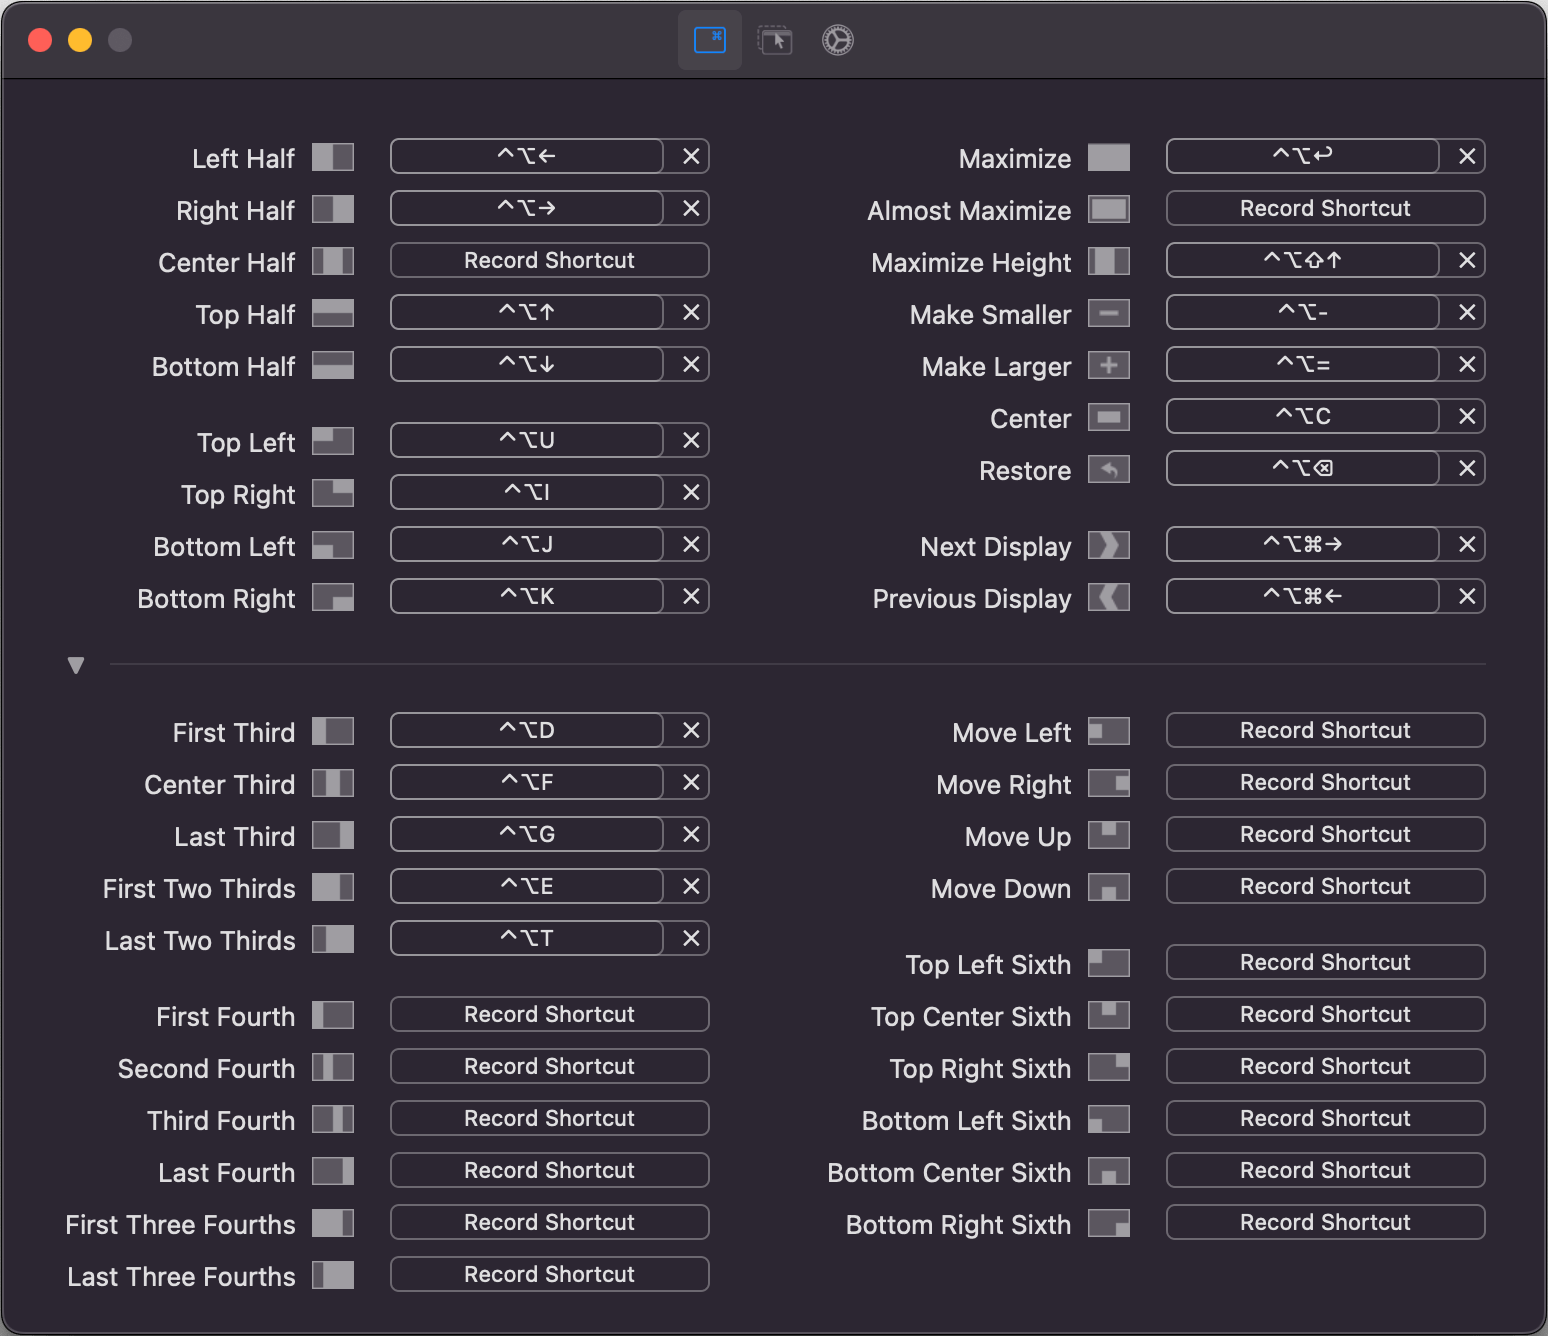 Left Half ^⌥←
Right Half ^⌥→
Center Half Record Shortcut
Top Half ^⌥↑
Bottom Half ^⌥↓
Top Left ^⌥U
Top Right ^⌥I
Bottom Left ^⌥J
Bottom Right ^⌥K
Maximize ^⌥↩
Almost Maximize Record Shortcut
Maximize Height ^⌥⇧↑
Make Smaller ^⌥-
Make Larger ^⌥=
Center ^⌥C
Restore ^⌥⌫
Next Display ^⌥⌘→
Previous Display ^⌥⌘←
First Third ^⌥D
Center Third ^⌥F
Last Third ^⌥G
First Two Thirds ^⌥E
Last Two Thirds ^⌥T
First Fourth Record Shortcut
Second Fourth Record Shortcut
Third Fourth Record Shortcut
Last Fourth Record Shortcut
First Three Fourths Record Shortcut
Last Three Fourths Record Shortcut
Move Left Record Shortcut
Move Right Record Shortcut
Move Up Record Shortcut
Move Down Record Shortcut
Top Left Sixth Record Shortcut
Top Center Sixth Record Shortcut
Top Right Sixth Record Shortcut
Bottom Left Sixth Record Shortcut
Bottom Center Sixth Record Shortcut
Bottom Right Sixth Record Shortcut